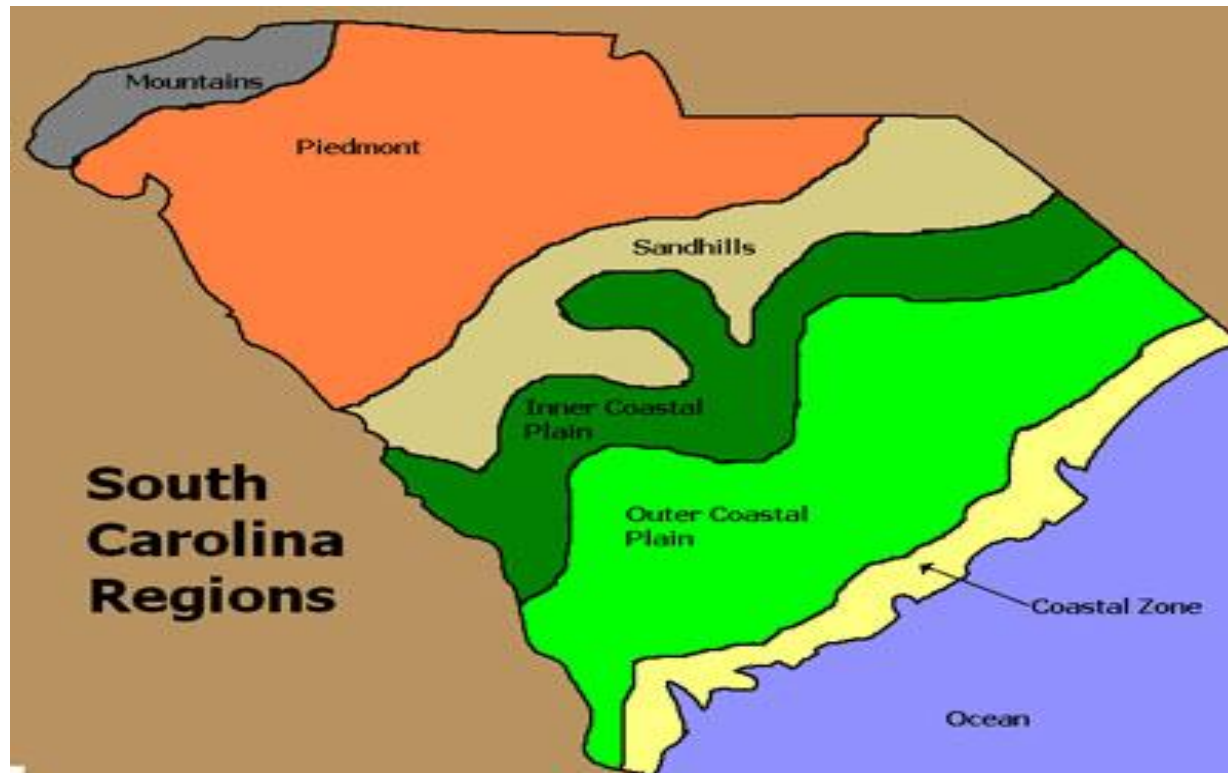 Mountains
Piedmont
Sandhills
Inner Coastal
Plain
South
Carolina
Regions
Outer Coastal
Plain
Coastal Zone
Ocean